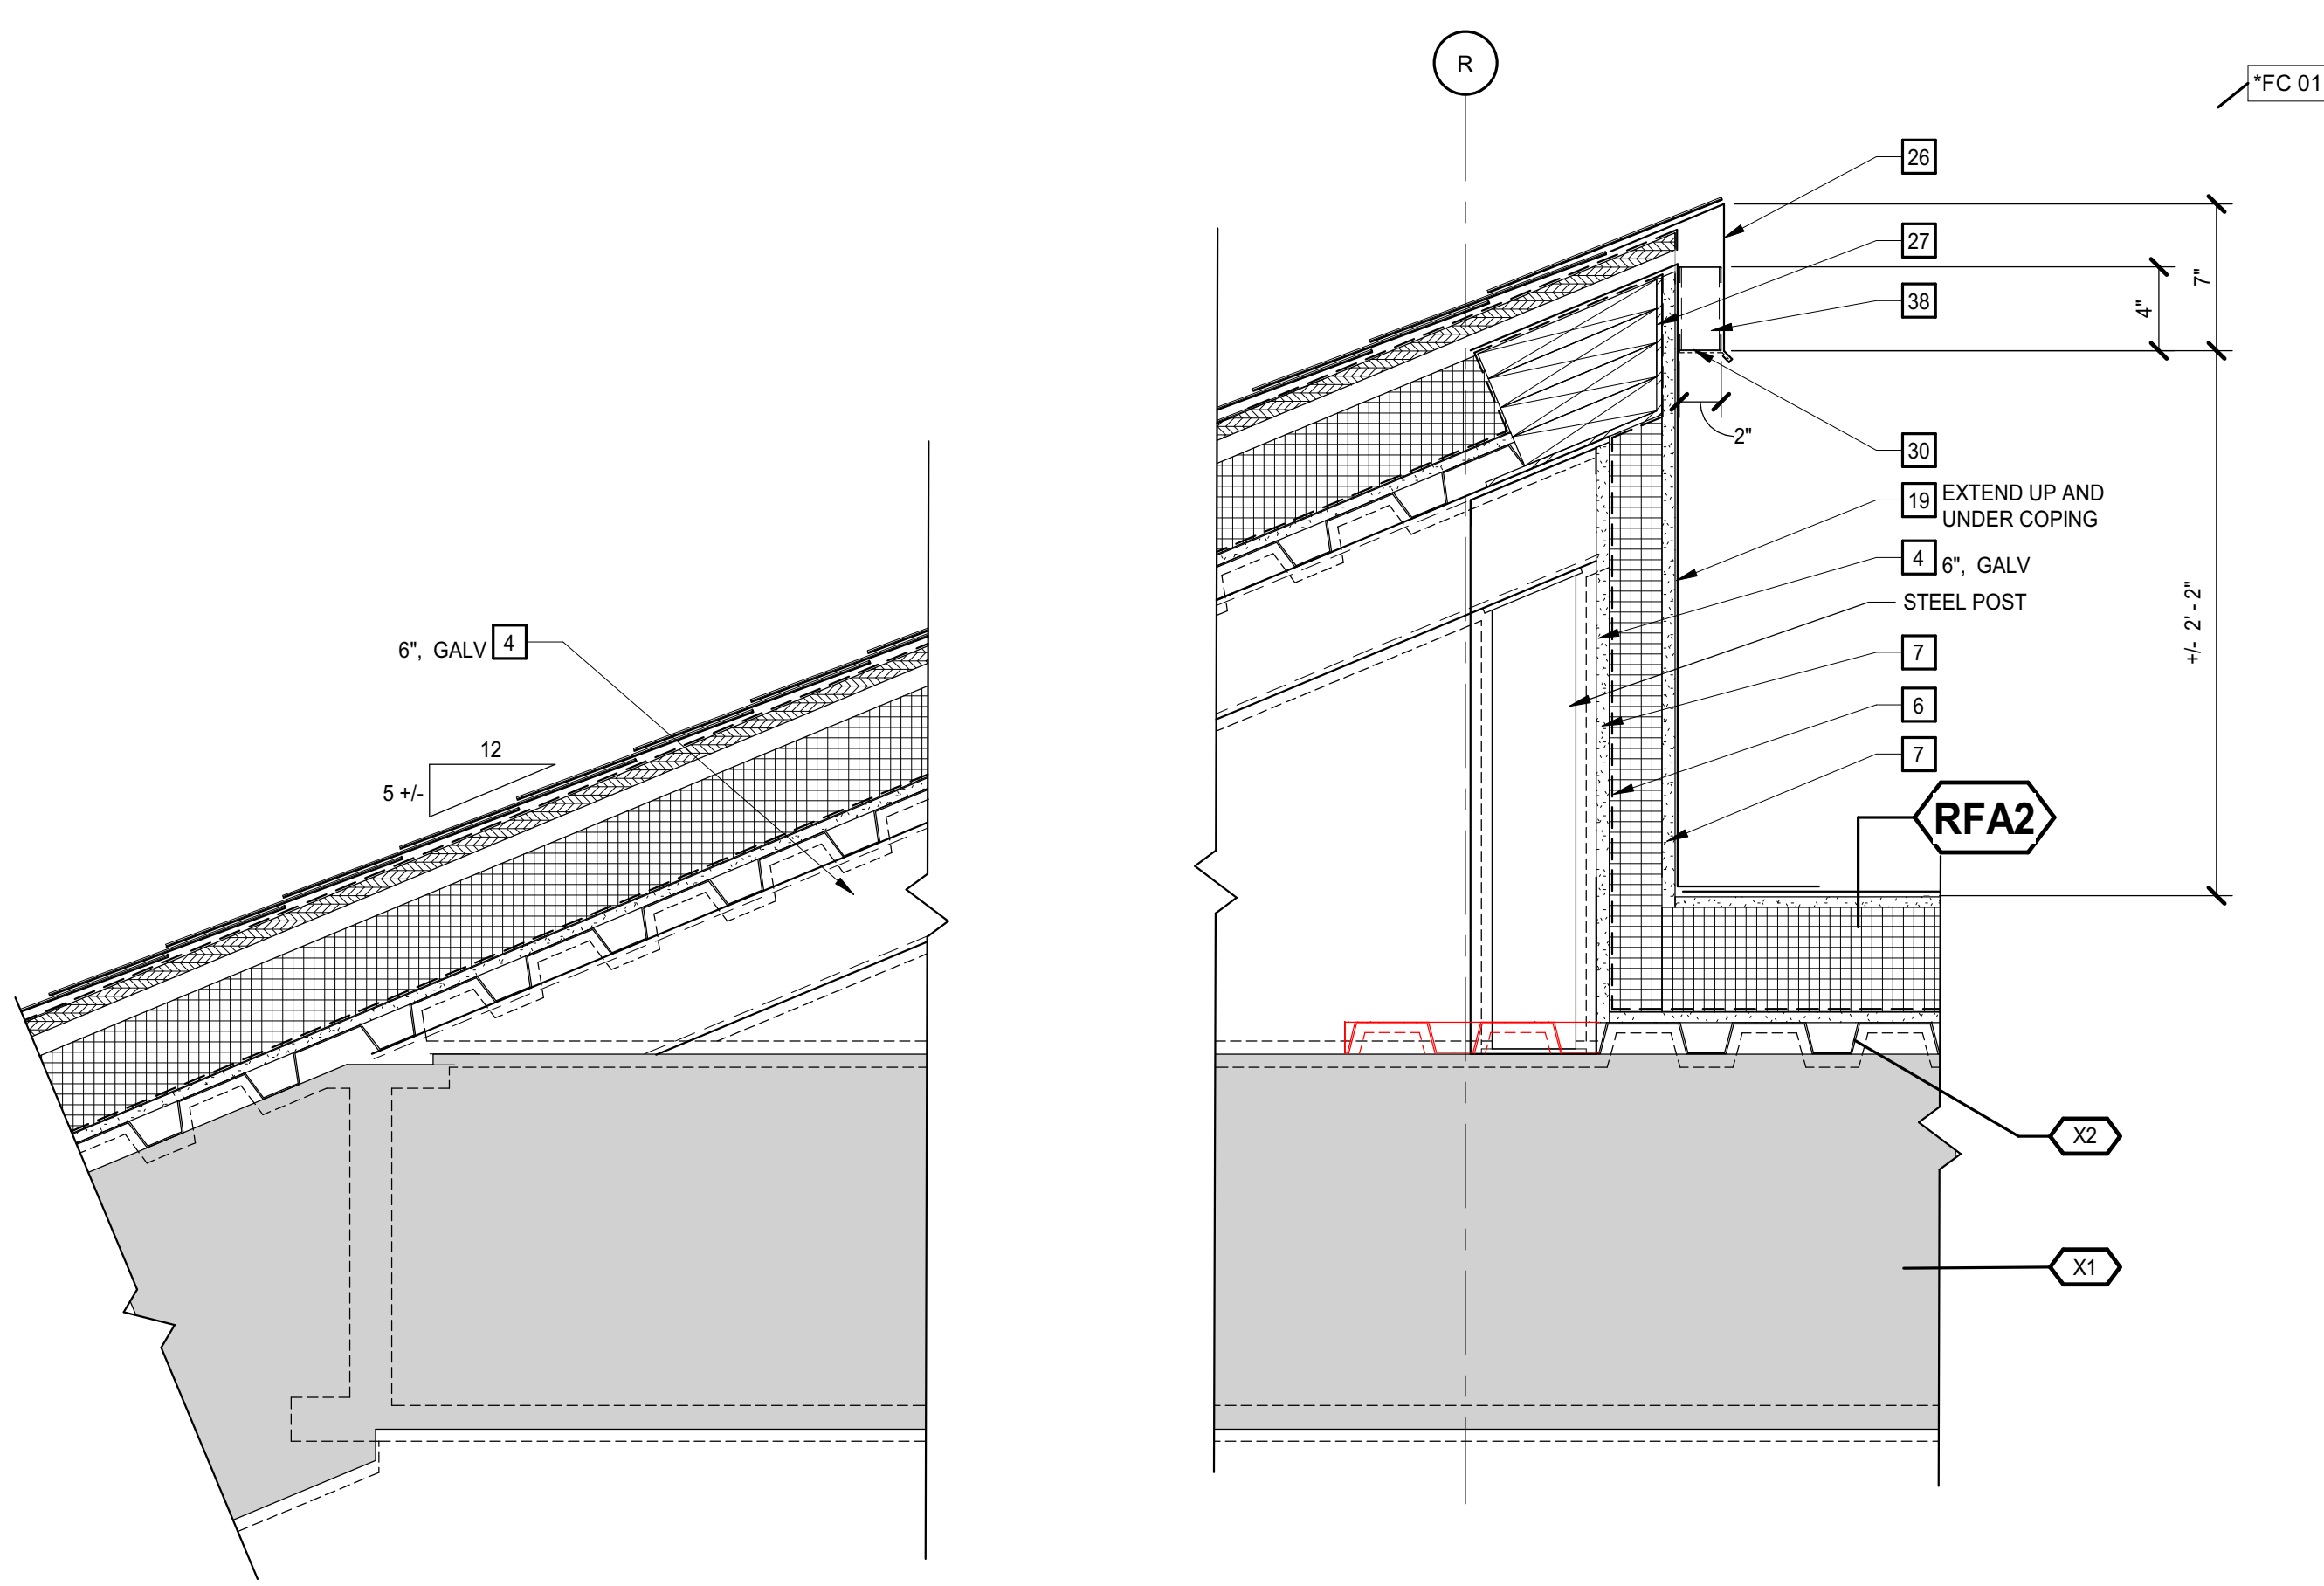 R
*FC 01
26
27
38
7"
4"
2"
30
19 EXTEND UP AND
UNDER COPING
4 6", GALV
STEEL POST
+/- 2' - 2"
7
6
7
RFA2
6", GALV 4
12
5 +/-
X2
X1